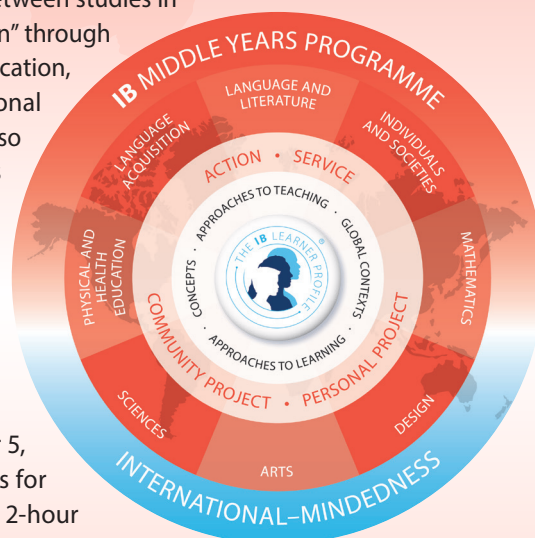 between studies in
n” through
cation,
onal
so
5,
s for
2-hour
IB MIDDLE YEARS PROGRAMME
LANGUAGE AND
LITERATURE
INDIVIDUALS
AND SOCIETIES
MATHEMATICS
DESIGN
ARTS
SCIENCES
PHYSICAL AND
HEALTH
EDUCATION
LANGUAGE
ACQUISITION
ACTION • SERVICE
COMMUNITY PROJECT • PERSONAL PROJECT
APPROACHES TO TEACHING · GLOBAL CONTEXTS · APPROACHES TO LEARNING · CONCEPTS ·
THE IB LEARNER PROFILE ®
INTERNATIONAL–MINDEDNESS